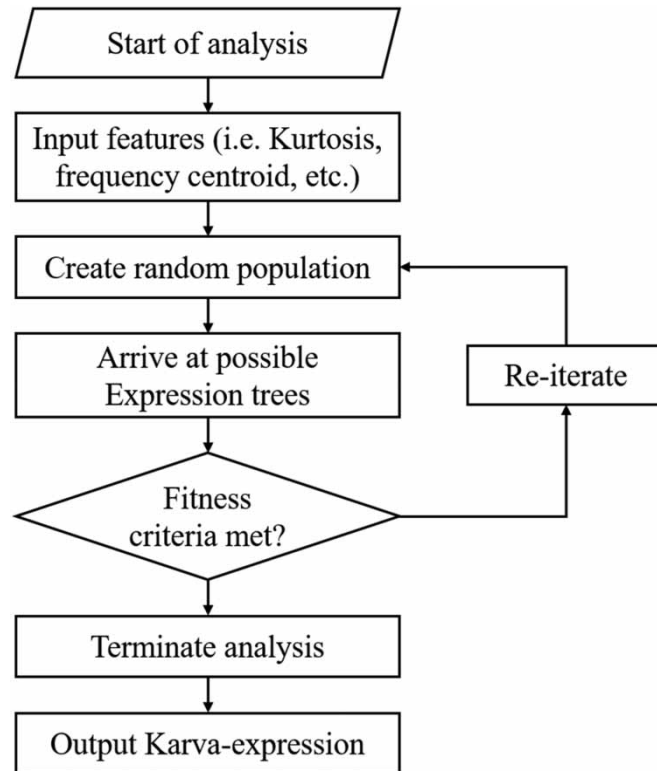 Start of analysis
Input features (i.e. Kurtosis,
frequency centroid, etc.)
Create random population
Arrive at possible
Expression trees
Re-iterate
Fitness
criteria met?
Terminate analysis
Output Karva-expression